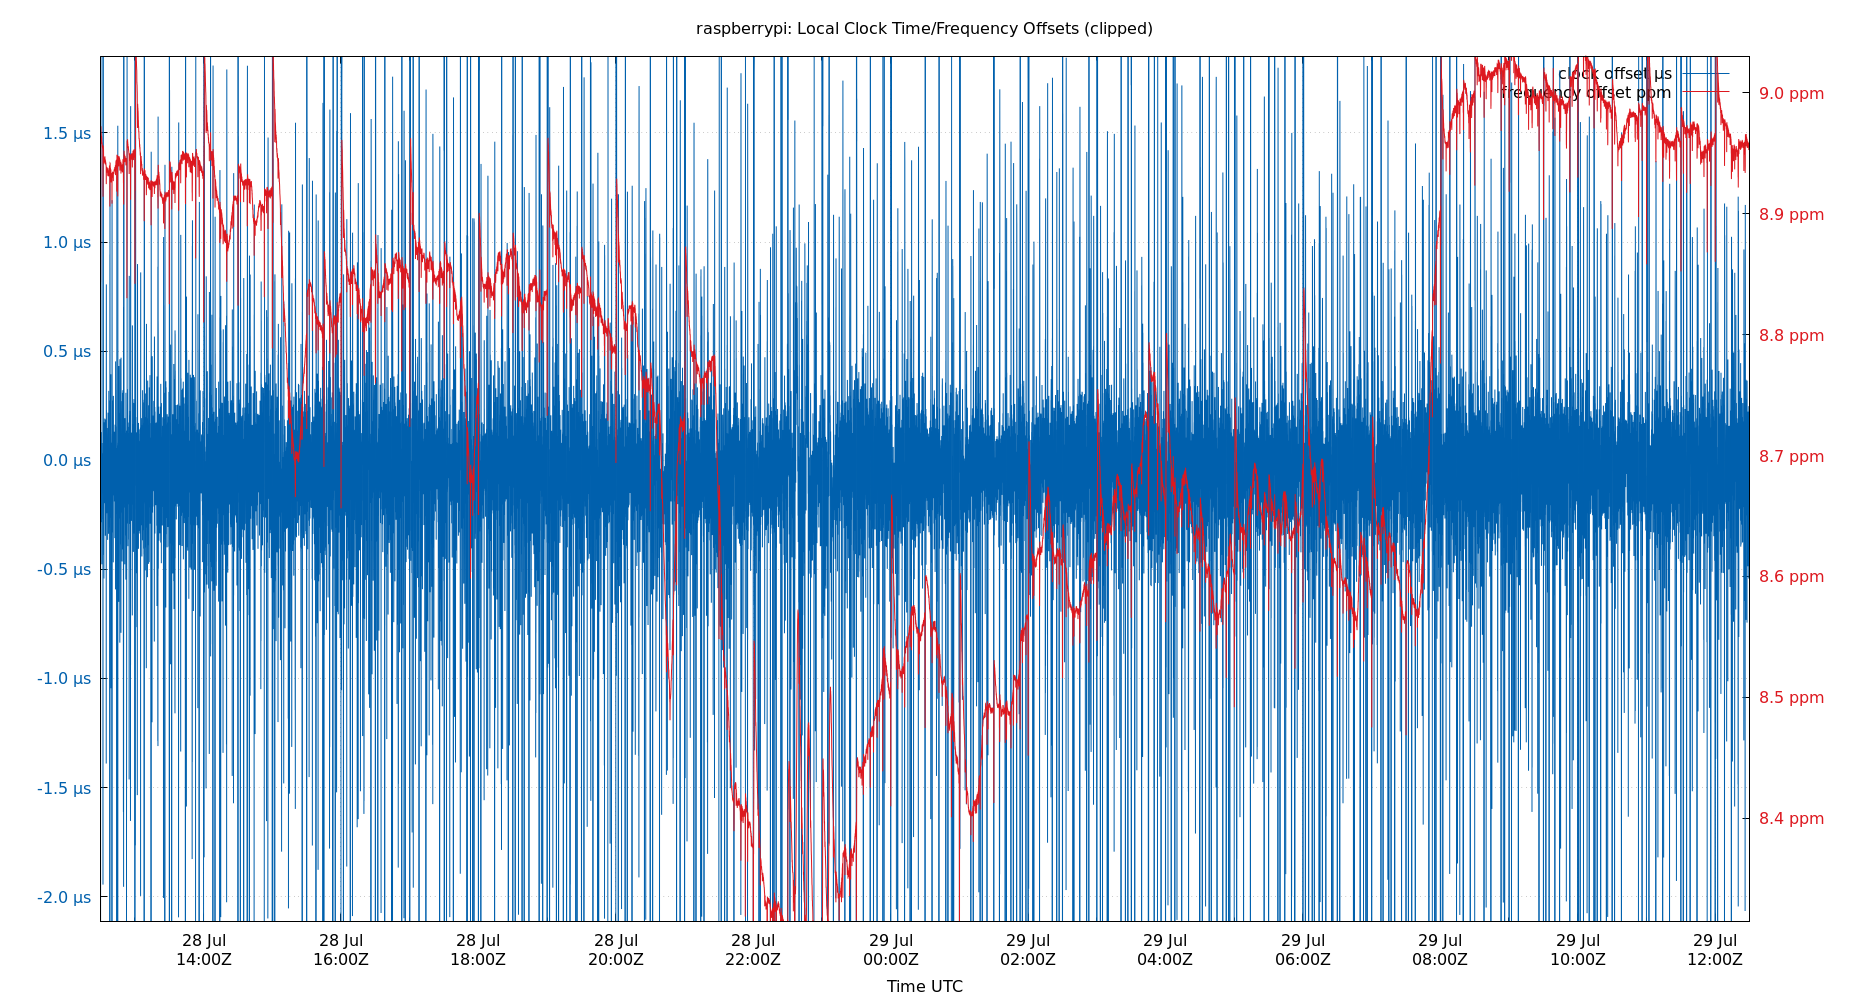 raspberrypi: Local Clock Time/Frequency Offsets (clipped)
clock offset µs
frequency offset ppm
1.5 µs
1.0 µs
0.5 µs
0.0 µs
-0.5 µs
-1.0 µs
-1.5 µs
-2.0 µs
9.0 ppm
8.9 ppm
8.8 ppm
8.7 ppm
8.6 ppm
8.5 ppm
8.4 ppm
28 Jul 28 Jul 28 Jul 28 Jul 28 Jul 29 Jul 29 Jul 29 Jul 29 Jul 29 Jul 29 Jul 29 Jul
14:00Z 16:00Z 18:00Z 20:00Z 22:00Z 00:00Z 02:00Z 04:00Z 06:00Z 08:00Z 10:00Z 12:00Z
Time UTC